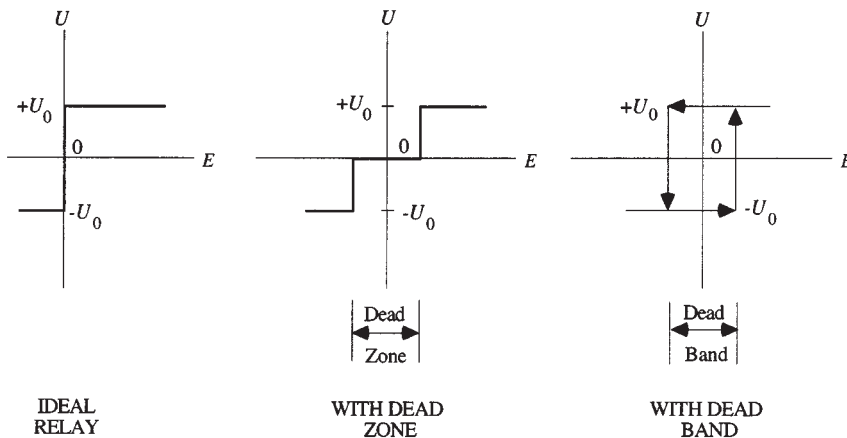 U
U
U
+U0
+U0
+U0
0
0
0
E
E
E
-U0
-U0
-U0
Dead
Zone
Dead
Band
IDEAL
RELAY
WITH DEAD
ZONE
WITH DEAD
BAND